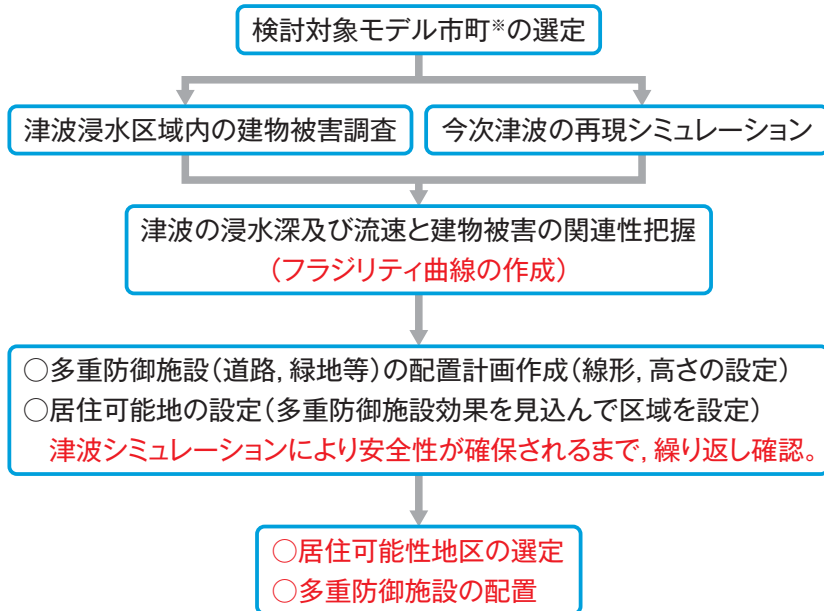 検討対象モデル市町※の選定
津波浸水区域内の建物被害調査
今次津波の再現シミュレーション
津波の浸水深及び流速と建物被害の関連性把握
(フラジリティ曲線の作成)
○多重防御施設(道路,緑地等)の配置計画作成(線形,高さの設定)
○居住可能地の設定(多重防御施設効果を見込んで区域を設定)
津波シミュレーションにより安全性が確保されるまで,繰り返し確認。
○居住可能性地区の選定
○多重防御施設の配置